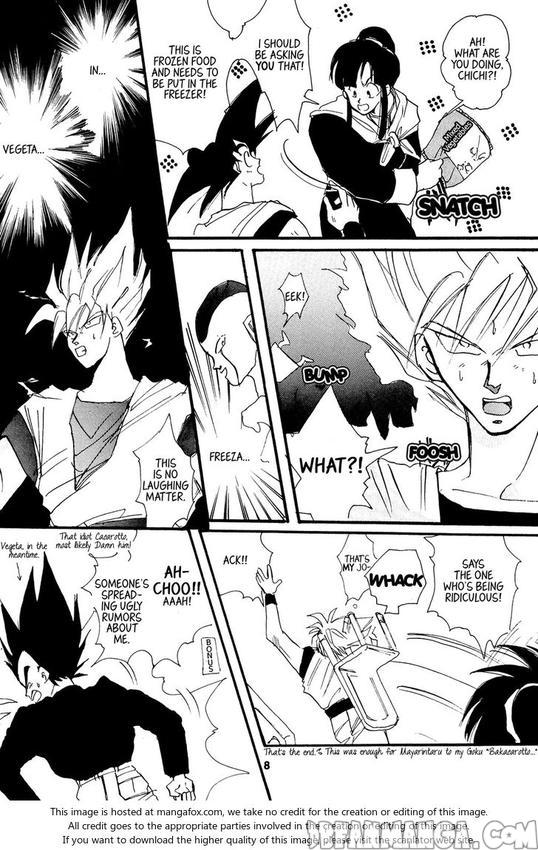 AH!
WHAT ARE
YOU DOING,
CHICHI?!
I SHOULD
BE ASKING
YOU THAT!
THIS IS
FROZEN FOOD
AND NEEDS TO
BE PUT IN THE
FREEZER!
Mixed
Vegetables
SNATCH
IN...
VEGETA...
EEK!
BUMP
WHAT?!
FOOSH
FREEZA...
THIS IS
NO
LAUGHING
MATTER.
SAYS
THE ONE
WHO'S BEING
RIDICULOUS!
THAT'S
MY JO-
WHACK
ACK!!
That's the end. This was enough for Mayarintaru to my Goku "Bakacarotto..."
That idiot Cacarotto,
most likely Damn him!
Vegeta, in the
meantime.
AH-
CHOO!!
AAAH!
SOMEONE'S
SPREAD-
ING UGLY
RUMORS
ABOUT
ME.
BONUS
8
This image is hosted at mangafox.com, we take no credit for the creation or editing of this image.
All credit goes to the appropriate parties involved in the creation or editing of this image.
If you want to download the higher quality of this image, please visit the scanlator web site.